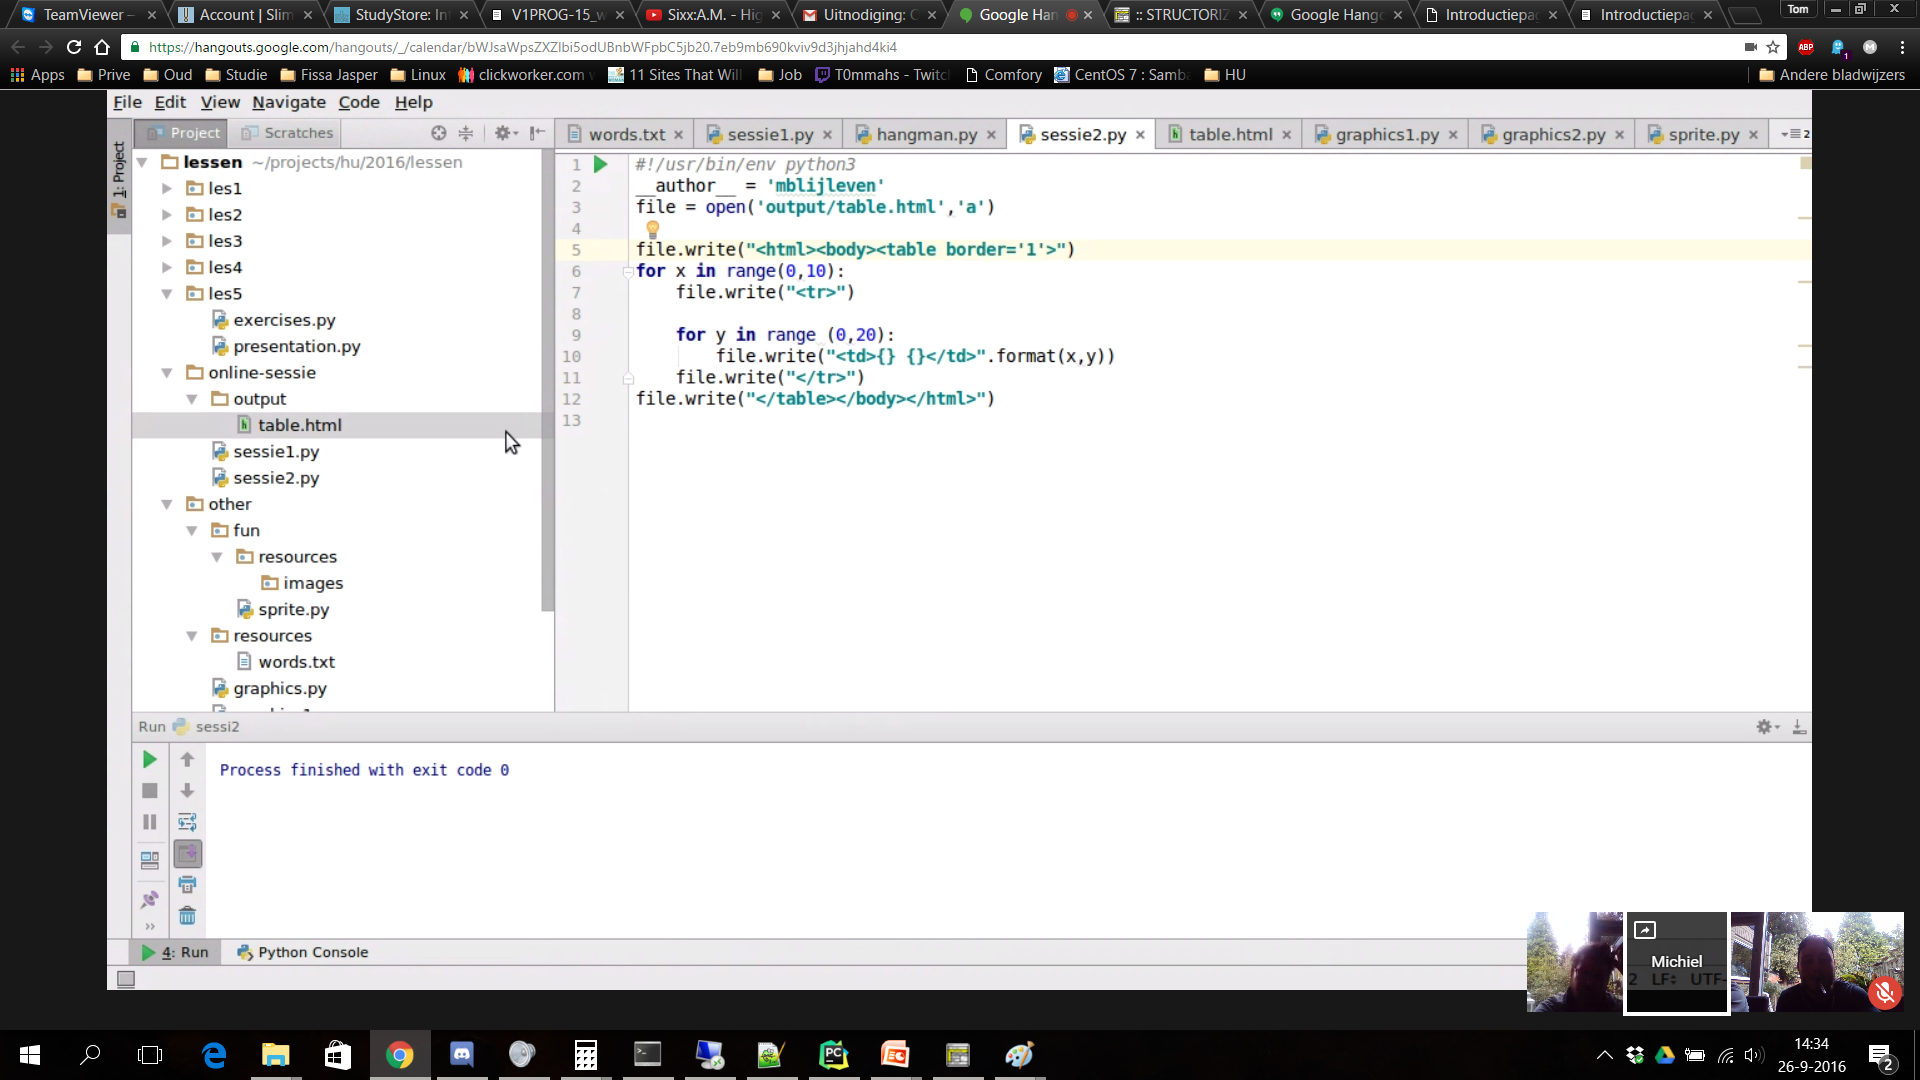 TeamViewer –
Account | Slim
StudyStore: In
V1PROG-15_w
Sixx:A.M. - Hig
Uitnodiging: C
Google Han
:: STRUCTORIZ
Google Hango
Introductiepa
Introductiepa
Tom
https://hangouts.google.com/hangouts/_/calendar/bWJsaWpsZXZlbi5odUBnbWFpbC5jb20.7eb9mb690kviv9d3jhjahd4ki4
ABP
1
M
Apps Prive Oud Studie Fissa Jasper Linux clickworker.com 11 Sites That Will Job T0mmahs - Twitc Comfory CentOS 7 : Samba HU Andere bladwijzers
File Edit View Navigate Code Help
Project Scratches
words.txt sessie1.py hangman.py sessie2.py table.html graphics1.py graphics2.py sprite.py 2
1: Project
lessen ~/projects/hu/2016/lessen
les1
les2
les3
les4
les5
exercises.py
presentation.py
online-sessie
output
table.html
sessie1.py
sessie2.py
other
fun
resources
images
sprite.py
resources
words.txt
graphics.py
1 #!/usr/bin/env python3
2 __author__ = 'mblijleven'
3 file = open('output/table.html','a')
4
5 file.write("<html><body><table border='1'>")
6 for x in range(0,10):
7 file.write("<tr>")
8
9 for y in range (0,20):
10 file.write("<td>{} {}</td>".format(x,y))
11 file.write("</tr>")
12 file.write("</table></body></html>")
13
Run sessi2
Process finished with exit code 0
4: Run Python Console
Michiel
2 LF÷ UTF-
14:34
26-9-2016
2